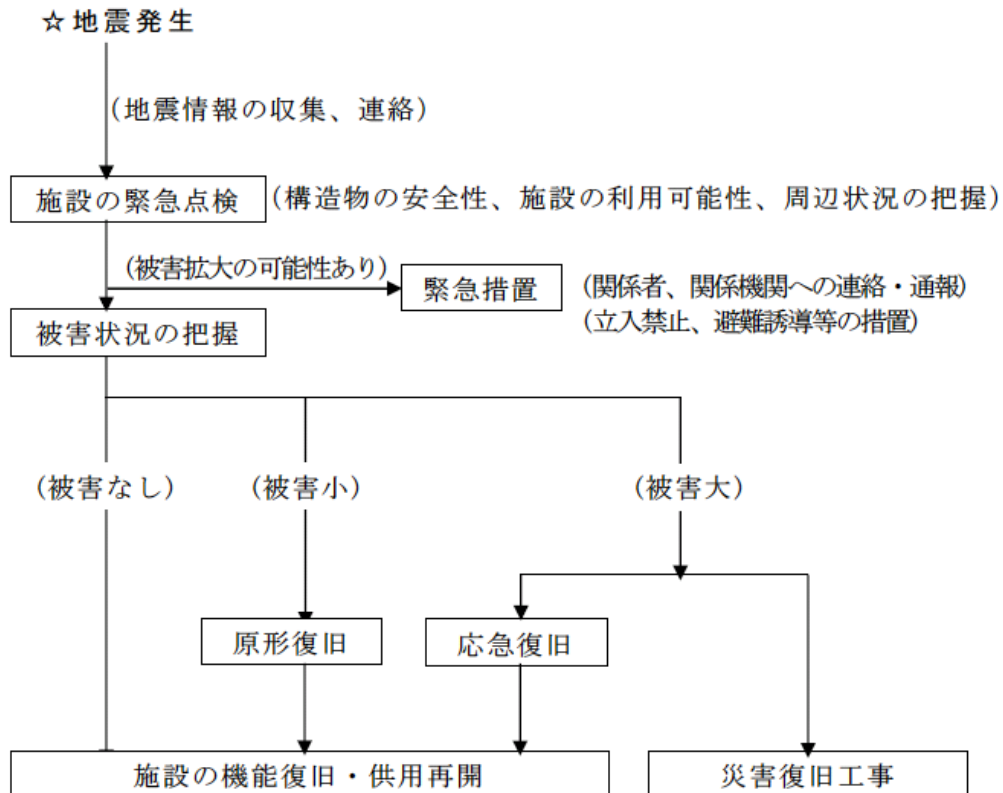 ☆地震発生
(地震情報の収集、連絡)
施設の緊急点検
(構造物の安全性、施設の利用可能性、周辺状況の把握)
(被害拡大の可能性あり)
緊急措置
(関係者、関係機関への連絡・通報)
(立入禁止、避難誘導等の措置)
被害状況の把握
(被害なし)
(被害小)
(被害大)
原形復旧
応急復旧
施設の機能復旧・供用再開
災害復旧工事